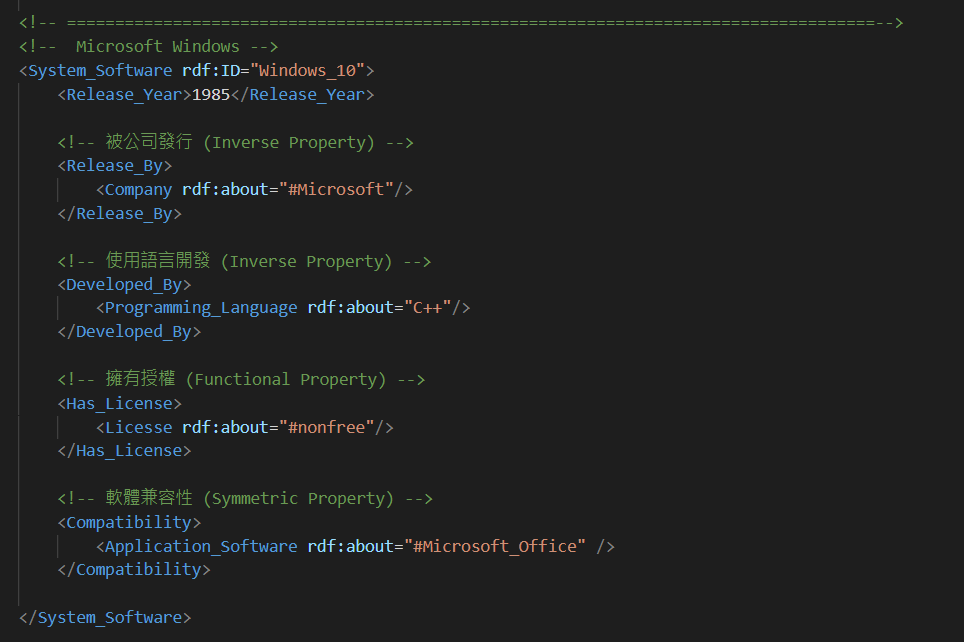 <!-- ===================================================================================-->
<!--  Microsoft Windows -->
<System_Software rdf:ID="Windows_10">
    <Release_Year>1985</Release_Year>

    <!-- 被公司發行 (Inverse Property) -->
    <Release_By>
        <Company rdf:about="#Microsoft"/>
    </Release_By>

    <!-- 使用語言開發 (Inverse Property) -->
    <Developed_By>
        <Programming_Language rdf:about="C++"/>
    </Developed_By>

    <!-- 擁有授權 (Functional Property) -->
    <Has_License>
        <Licesse rdf:about="#nonfree"/>
    </Has_License>

    <!-- 軟體兼容性 (Symmetric Property) -->
    <Compatibility>
        <Application_Software rdf:about="#Microsoft_Office" />
    </Compatibility>

</System_Software>